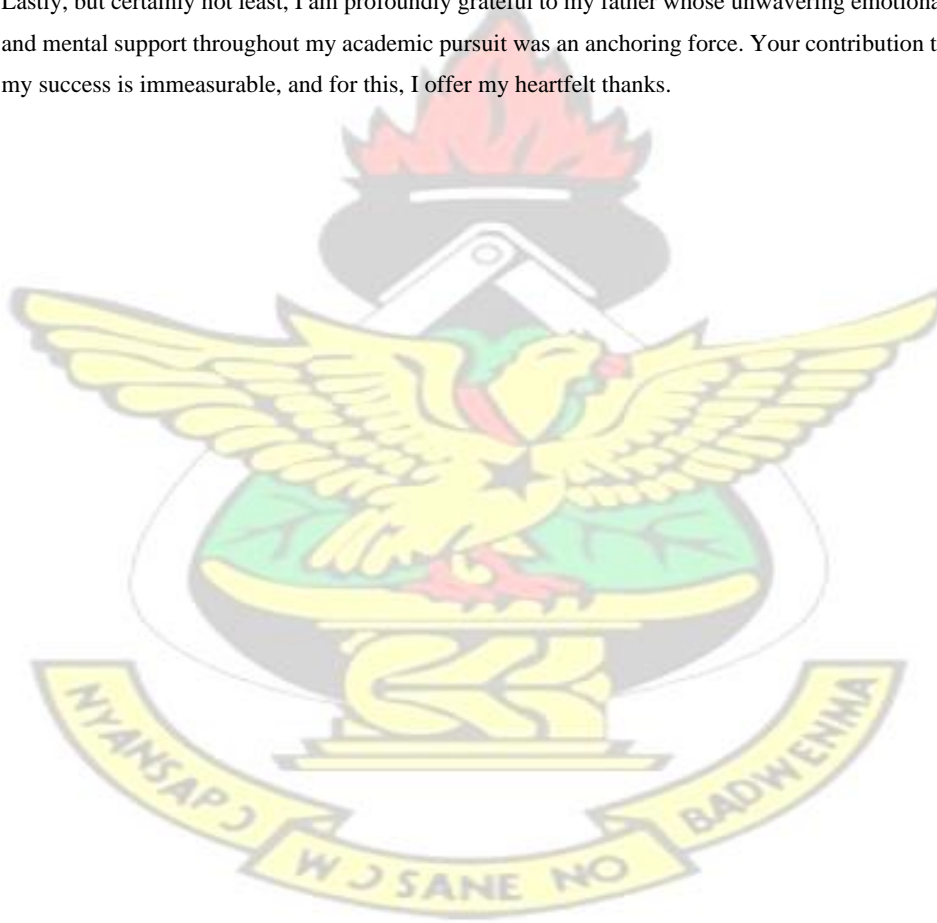 Lastly, but certainly not least, I am profoundly grateful to my father whose unwavering emotional
and mental support throughout my academic pursuit was an anchoring force. Your contribution t
my success is immeasurable, and for this, I offer my heartfelt thanks.
NYANSAPƆ
WƆSANE NO
BADWENMA